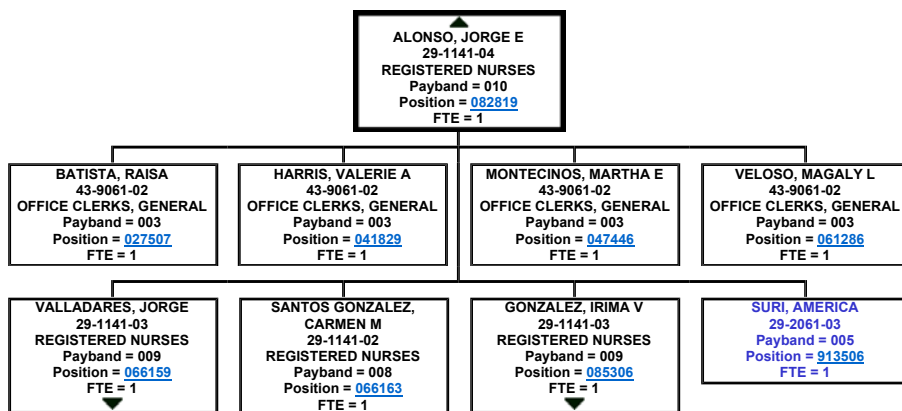 ALONSO, JORGE E
29-1141-04
REGISTERED NURSES
Payband = 010
Position = 082819
FTE = 1
BATISTA, RAISA
43-9061-02
OFFICE CLERKS, GENERAL
Payband = 003
Position = 027507
FTE = 1
HARRIS, VALERIE A
43-9061-02
OFFICE CLERKS, GENERAL
Payband = 003
Position = 041829
FTE = 1
MONTECINOS, MARTHA E
43-9061-02
OFFICE CLERKS, GENERAL
Payband = 003
Position = 047446
FTE = 1
VELOSO, MAGALY L
43-9061-02
OFFICE CLERKS, GENERAL
Payband = 003
Position = 061286
FTE = 1
VALLADARES, JORGE
29-1141-03
REGISTERED NURSES
Payband = 009
Position = 066159
FTE = 1
SANTOS GONZALEZ,
CARMEN M
29-1141-02
REGISTERED NURSES
Payband = 008
Position = 066163
FTE = 1
GONZALEZ, IRIMA V
29-1141-03
REGISTERED NURSES
Payband = 009
Position = 085306
FTE = 1
SURI, AMERICA
29-2061-03
Payband = 005
Position = 913506
FTE = 1